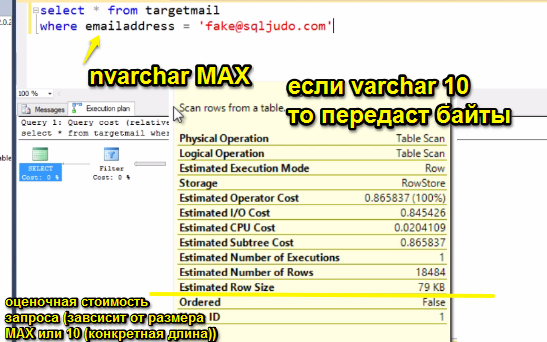 2.0.2
select * from targetmail
where emailaddress = 'fake@sqljudo.com'
nvarchar MAX
если varchar 10
то передаст байты
100 %
Messages
Execution plan
Query 1: Query cost (relative
select * from targetmail wher
SELECT
Cost: 0 %
Filter
Cost: 0 %
Scan rows from a table.
Physical Operation Table Scan
Logical Operation Table Scan
Estimated Execution Mode Row
Storage RowStore
Estimated Operator Cost 0.865837 (100%)
Estimated I/O Cost 0.845426
Estimated CPU Cost 0.0204109
Estimated Subtree Cost 0.865837
Estimated Number of Executions 1
Estimated Number of Rows 18484
Estimated Row Size 79 KB
Ordered False
ID 1
оценочная стоимость
запроса (завсисит от размера
MAX или 10 (конкретная длина))